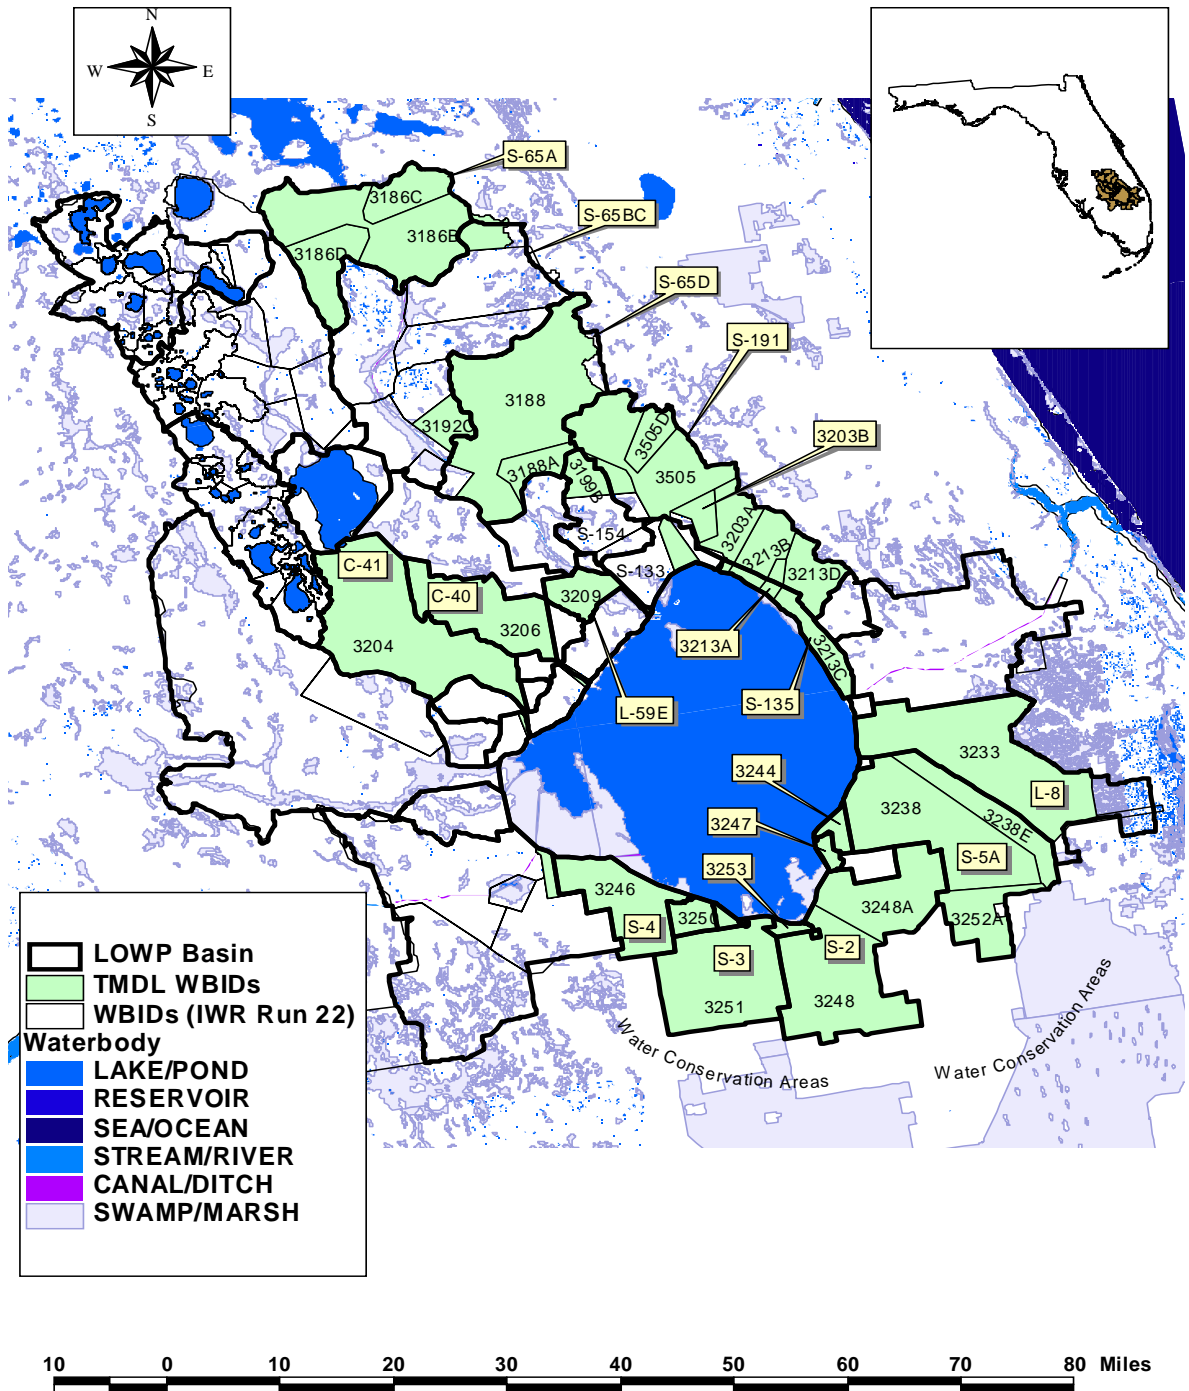 N
W
E
S
S-65A
3186C
S-65BC
3186B
3186D
S-65D
S-191
3188
3192C
3505D
3203B
3188A
3199B
3505
S-154
3203A
3213B
C-41
S-133
3213D
C-40
3209
3206
3204
3213A
3213C
L-59E
S-135
3233
3244
L-8
3238
3238E
3247
S-5A
3253
3246
3248A
3250
3252A
S-4
S-2
S-3
3251
3248
Water Conservation Areas
Water Conservation Areas
LOWP Basin
TMDL WBIDs
WBIDs (IWR Run 22)
Waterbody
LAKE/POND
RESERVOIR
SEA/OCEAN
STREAM/RIVER
CANAL/DITCH
SWAMP/MARSH
10 0 10 20 30 40 50 60 70 80 Miles